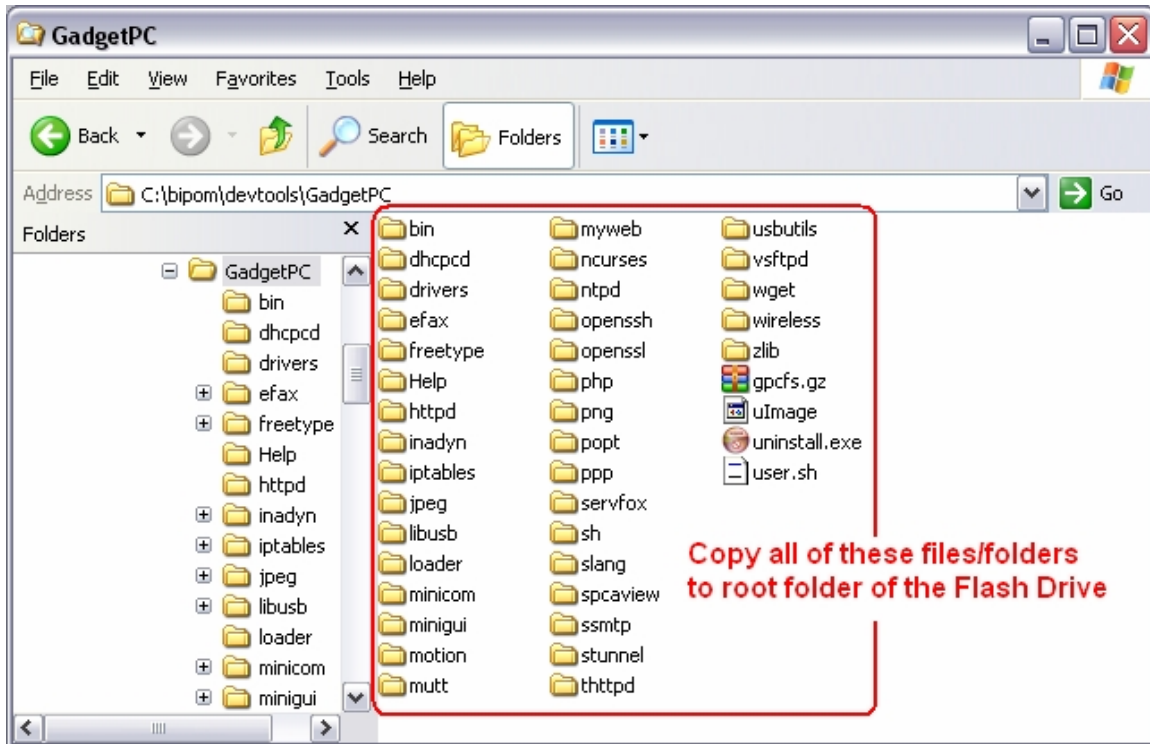 GadgetPC
File Edit View Favorites Tools Help
Back Search Folders
Address C:\bipom\devtools\GadgetPC Go
Folders
GadgetPC
bin
dhcpcd
drivers
efax
freetype
Help
httpd
inadyn
iptables
jpeg
libusb
loader
minicom
minigui
bin
dhcpcd
drivers
efax
freetype
Help
httpd
inadyn
iptables
jpeg
libusb
loader
minicom
minigui
motion
mutt
myweb
ncurses
ntpd
openssh
openssl
php
png
popt
ppp
servfox
sh
slang
spcaview
ssmtp
stunnel
thttpd
usbutils
vsftpd
wget
wireless
zlib
gpcfs.gz
uImage
uninstall.exe
user.sh
Copy all of these files/folders
to root folder of the Flash Drive